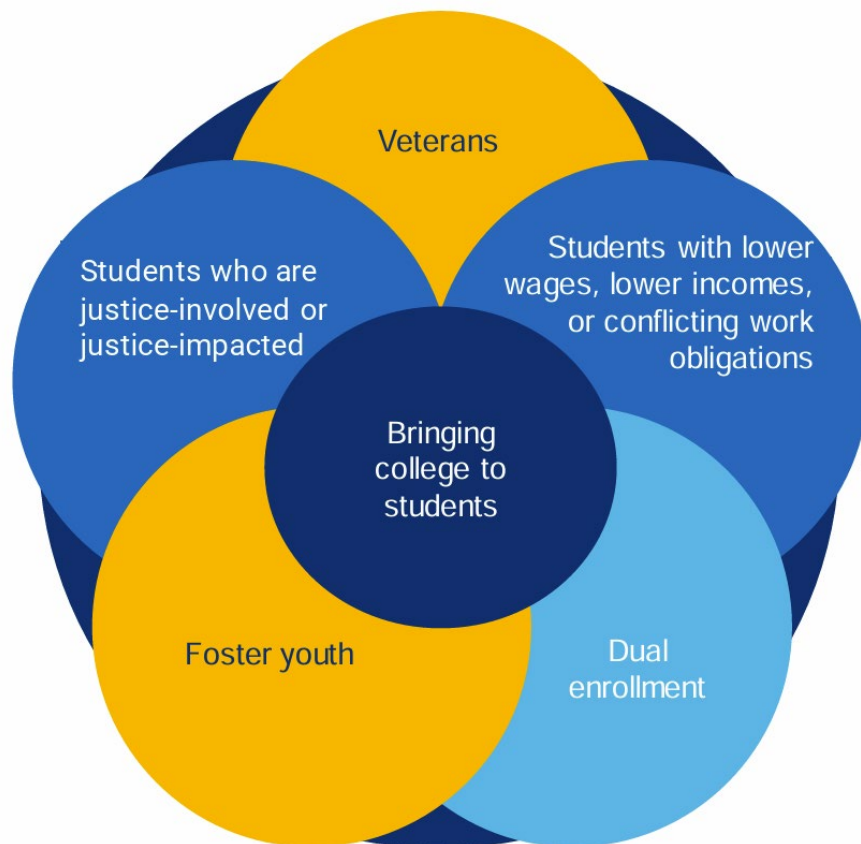 Veterans
Students who are
justice-involved or
justice-impacted
Students with lower
wages, lower incomes,
or conflicting work
obligations
Bringing
college to
students
Foster youth
Dual
enrollment